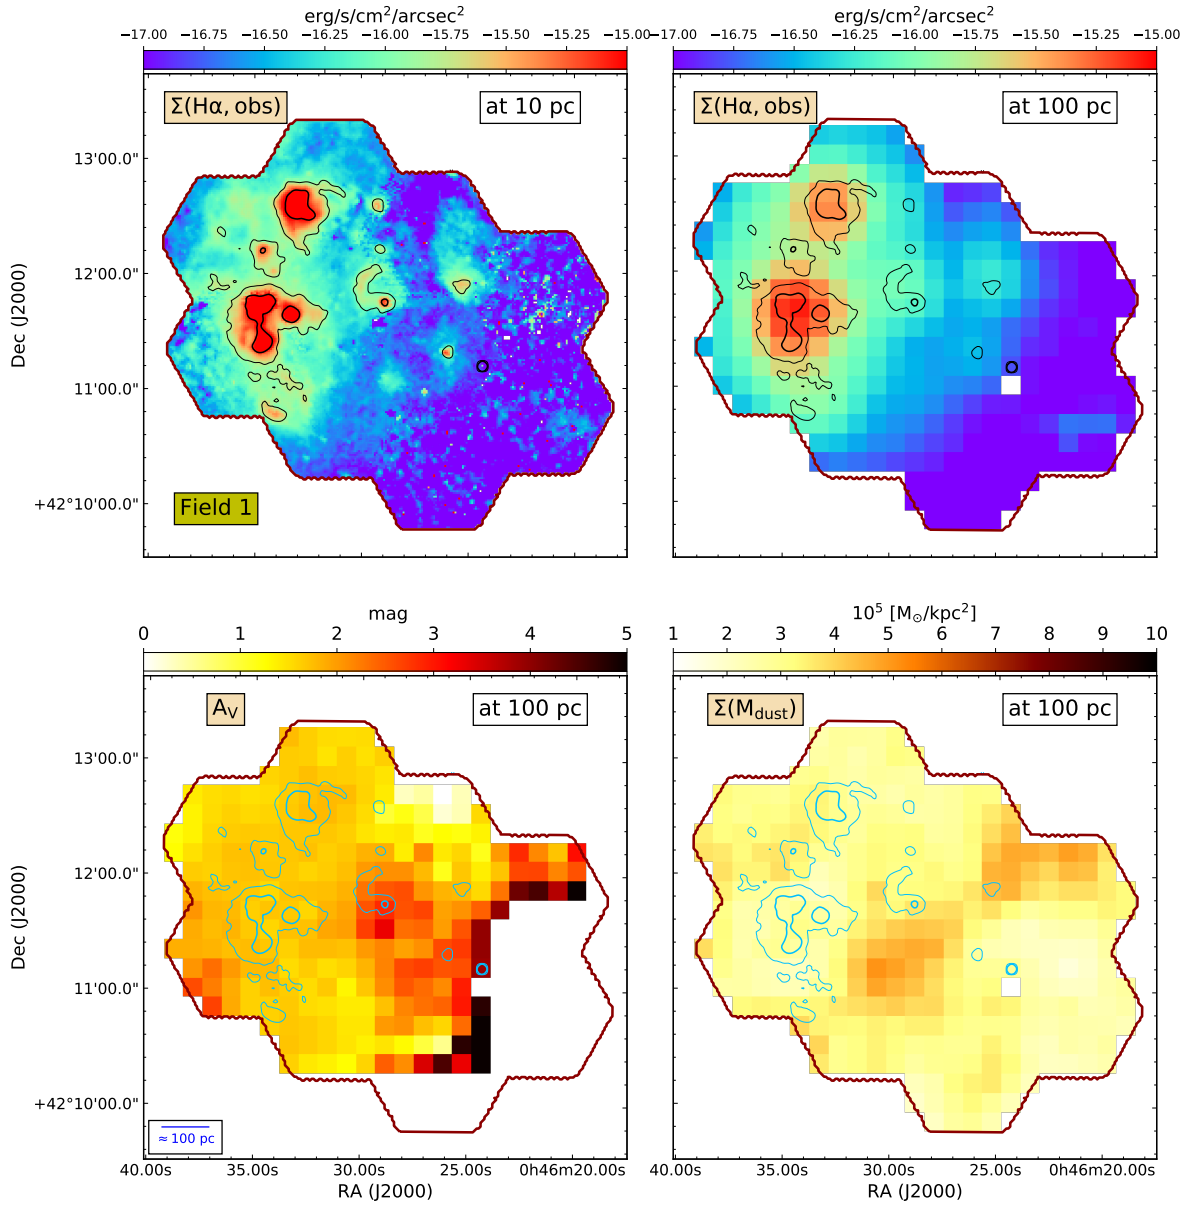 erg/s/cm²/arcsec² erg/s/cm²/arcsec²
−17.00 −16.75 −16.50 −16.25 −16.00 −15.75 −15.50 −15.25 −15.00 −17.00 −16.75 −16.50 −16.25 −16.00 −15.75 −15.50 −15.25 −15.00
Σ(Hα, obs) at 10 pc Σ(Hα, obs) at 100 pc
13'00.0"
12'00.0"
Dec (J2000)
11'00.0"
+42°10'00.0"
Field 1
mag 10⁵ [M☉/kpc²]
0 1 2 3 4 5 1 2 3 4 5 6 7 8 9 10
A_V at 100 pc Σ(M_dust) at 100 pc
13'00.0"
12'00.0"
Dec (J2000)
11'00.0"
+42°10'00.0"
≈ 100 pc
40.00s 35.00s 30.00s 25.00s 0h46m20.00s 40.00s 35.00s 30.00s 25.00s 0h46m20.00s
RA (J2000) RA (J2000)